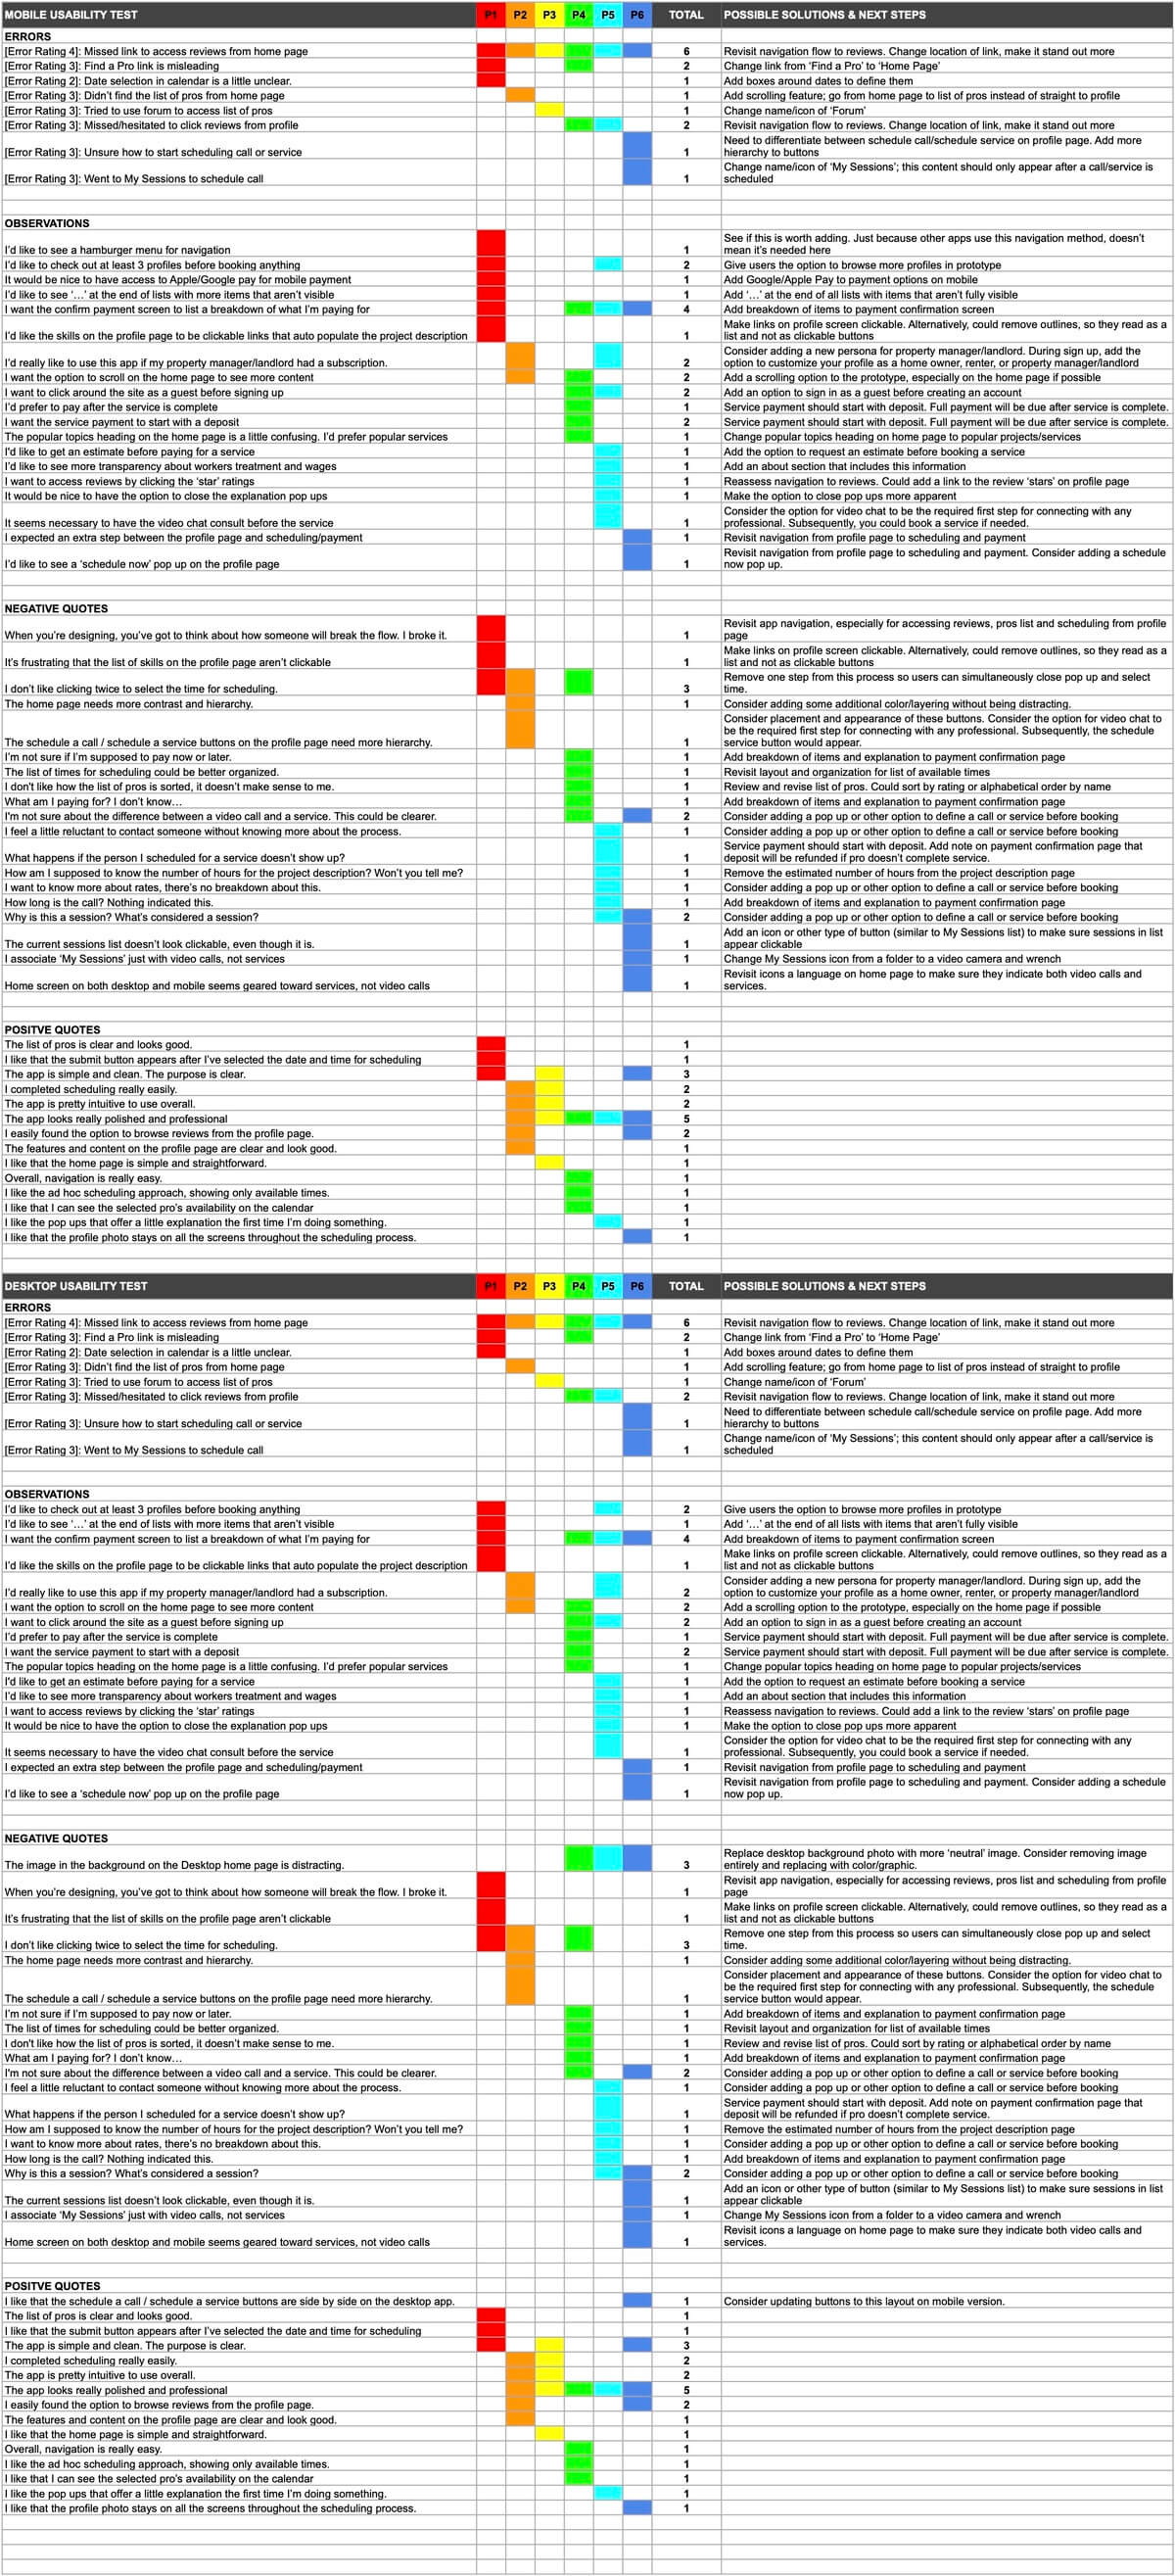 MOBILE USABILITY TEST P1 P2 P3 P4 P5 P6 TOTAL POSSIBLE SOLUTIONS & NEXT STEPS
ERRORS
[Error Rating 4]: Missed link to access reviews from home page 6 Revisit navigation flow to reviews. Change location of link, make it stand out more
[Error Rating 3]: Find a Pro link is misleading 2 Change link from ‘Find a Pro’ to ‘Home Page’
[Error Rating 2]: Date selection in calendar is a little unclear. 1 Add boxes around dates to define them
[Error Rating 3]: Didn’t find the list of pros from home page 1 Add scrolling feature; go from home page to list of pros instead of straight to profile
[Error Rating 3]: Tried to use forum to access list of pros 1 Change name/icon of ‘Forum’
[Error Rating 3]: Missed/hesitated to click reviews from profile 2 Revisit navigation flow to reviews. Change location of link, make it stand out more
Need to differentiate between schedule call/schedule service on profile page. Add more
[Error Rating 3]: Unsure how to start scheduling call or service 1 hierarchy to buttons
Change name/icon of ‘My Sessions’; this content should only appear after a call/service is
[Error Rating 3]: Went to My Sessions to schedule call 1 scheduled
OBSERVATIONS
See if this is worth adding. Just because other apps use this navigation method, doesn’t
I’d like to see a hamburger menu for navigation 1 mean it’s needed here
I’d like to check out at least 3 profiles before booking anything 2 Give users the option to browse more profiles in prototype
It would be nice to have access to Apple/Google pay for mobile payment 1 Add Google/Apple Pay to payment options on mobile
I’d like to see ‘…’ at the end of lists with more items that aren’t visible 1 Add ‘…’ at the end of all lists with items that aren’t fully visible
I want the confirm payment screen to list a breakdown of what I’m paying for 4 Add breakdown of items to payment confirmation screen
Make links on profile screen clickable. Alternatively, could remove outlines, so they read as a
I’d like the skills on the profile page to be clickable links that auto populate the project description 1 list and not as clickable buttons
Consider adding a new persona for property manager/landlord. During sign up, add the
I’d really like to use this app if my property manager/landlord had a subscription. 2 option to customize your profile as a home owner, renter, or property manager/landlord
I want the option to scroll on the home page to see more content 2 Add a scrolling option to the prototype, especially on the home page if possible
I want to click around the site as a guest before signing up 2 Add an option to sign in as a guest before creating an account
I’d prefer to pay after the service is complete 1 Service payment should start with deposit. Full payment will be due after service is complete.
I want the service payment to start with a deposit 2 Service payment should start with deposit. Full payment will be due after service is complete.
The popular topics heading on the home page is a little confusing. I’d prefer popular services 1 Change popular topics heading on home page to popular projects/services
I'd like to get an estimate before paying for a service 1 Add the option to request an estimate before booking a service
I’d like to see more transparency about workers treatment and wages 1 Add an about section that includes this information
I want to access reviews by clicking the ‘star’ ratings 1 Reassess navigation to reviews. Could add a link to the review ‘stars’ on profile page
It would be nice to have the option to close the explanation pop ups 1 Make the option to close pop ups more apparent
Consider the option for video chat to be the required first step for connecting with any
It seems necessary to have the video chat consult before the service 1 professional. Subsequently, you could book a service if needed.
I expected an extra step between the profile page and scheduling/payment 1 Revisit navigation from profile page to scheduling and payment
Revisit navigation from profile page to scheduling and payment. Consider adding a schedule
I’d like to see a ‘schedule now’ pop up on the profile page 1 now pop up.
NEGATIVE QUOTES
Revisit app navigation, especially for accessing reviews, pros list and scheduling from profile
When you’re designing, you’ve got to think about how someone will break the flow. I broke it. 1 page
Make links on profile screen clickable. Alternatively, could remove outlines, so they read as a
It’s frustrating that the list of skills on the profile page aren’t clickable 1 list and not as clickable buttons
Remove one step from this process so users can simultaneously close pop up and select
I don’t like clicking twice to select the time for scheduling. 3 time.
The home page needs more contrast and hierarchy. 1 Consider adding some additional color/layering without being distracting.
Consider placement and appearance of these buttons. Consider the option for video chat to
be the required first step for connecting with any professional. Subsequently, the schedule
The schedule a call / schedule a service buttons on the profile page need more hierarchy. 1 service button would appear.
I’m not sure if I’m supposed to pay now or later. 1 Add breakdown of items and explanation to payment confirmation page
The list of times for scheduling could be better organized. 1 Revisit layout and organization for list of available times
I don't like how the list of pros is sorted, it doesn’t make sense to me. 1 Review and revise list of pros. Could sort by rating or alphabetical order by name
What am I paying for? I don’t know… 1 Add breakdown of items and explanation to payment confirmation page
I'm not sure about the difference between a video call and a service. This could be clearer. 2 Consider adding a pop up or other option to define a call or service before booking
I feel a little reluctant to contact someone without knowing more about the process. 1 Consider adding a pop up or other option to define a call or service before booking
Service payment should start with deposit. Add note on payment confirmation page that
What happens if the person I scheduled for a service doesn’t show up? 1 deposit will be refunded if pro doesn’t complete service.
How am I supposed to know the number of hours for the project description? Won’t you tell me? 1 Remove the estimated number of hours from the project description page
I want to know more about rates, there’s no breakdown about this. 1 Consider adding a pop up or other option to define a call or service before booking
How long is the call? Nothing indicated this. 1 Add breakdown of items and explanation to payment confirmation page
Why is this a session? What’s considered a session? 2 Consider adding a pop up or other option to define a call or service before booking
Add an icon or other type of button (similar to My Sessions list) to make sure sessions in list
The current sessions list doesn’t look clickable, even though it is. 1 appear clickable
I associate ‘My Sessions’ just with video calls, not services 1 Change My Sessions icon from a folder to a video camera and wrench
Revisit icons a language on home page to make sure they indicate both video calls and
Home screen on both desktop and mobile seems geared toward services, not video calls 1 services.
POSITVE QUOTES
The list of pros is clear and looks good. 1
I like that the submit button appears after I’ve selected the date and time for scheduling 1
The app is simple and clean. The purpose is clear. 3
I completed scheduling really easily. 2
The app is pretty intuitive to use overall. 2
The app looks really polished and professional 5
I easily found the option to browse reviews from the profile page. 2
The features and content on the profile page are clear and look good. 1
I like that the home page is simple and straightforward. 1
Overall, navigation is really easy. 1
I like the ad hoc scheduling approach, showing only available times. 1
I like that I can see the selected pro’s availability on the calendar 1
I like the pop ups that offer a little explanation the first time I’m doing something. 1
I like that the profile photo stays on all the screens throughout the scheduling process. 1
DESKTOP USABILITY TEST P1 P2 P3 P4 P5 P6 TOTAL POSSIBLE SOLUTIONS & NEXT STEPS
ERRORS
[Error Rating 4]: Missed link to access reviews from home page 6 Revisit navigation flow to reviews. Change location of link, make it stand out more
[Error Rating 3]: Find a Pro link is misleading 2 Change link from ‘Find a Pro’ to ‘Home Page’
[Error Rating 2]: Date selection in calendar is a little unclear. 1 Add boxes around dates to define them
[Error Rating 3]: Didn’t find the list of pros from home page 1 Add scrolling feature; go from home page to list of pros instead of straight to profile
[Error Rating 3]: Tried to use forum to access list of pros 1 Change name/icon of ‘Forum’
[Error Rating 3]: Missed/hesitated to click reviews from profile 2 Revisit navigation flow to reviews. Change location of link, make it stand out more
Need to differentiate between schedule call/schedule service on profile page. Add more
[Error Rating 3]: Unsure how to start scheduling call or service 1 hierarchy to buttons
Change name/icon of ‘My Sessions’; this content should only appear after a call/service is
[Error Rating 3]: Went to My Sessions to schedule call 1 scheduled
OBSERVATIONS
I’d like to check out at least 3 profiles before booking anything 2 Give users the option to browse more profiles in prototype
I’d like to see ‘…’ at the end of lists with more items that aren’t visible 1 Add ‘…’ at the end of all lists with items that aren’t fully visible
I want the confirm payment screen to list a breakdown of what I’m paying for 4 Add breakdown of items to payment confirmation screen
Make links on profile screen clickable. Alternatively, could remove outlines, so they read as a
I’d like the skills on the profile page to be clickable links that auto populate the project description 1 list and not as clickable buttons
Consider adding a new persona for property manager/landlord. During sign up, add the
I’d really like to use this app if my property manager/landlord had a subscription. 2 option to customize your profile as a home owner, renter, or property manager/landlord
I want the option to scroll on the home page to see more content 2 Add a scrolling option to the prototype, especially on the home page if possible
I want to click around the site as a guest before signing up 2 Add an option to sign in as a guest before creating an account
I’d prefer to pay after the service is complete 1 Service payment should start with deposit. Full payment will be due after service is complete.
I want the service payment to start with a deposit 2 Service payment should start with deposit. Full payment will be due after service is complete.
The popular topics heading on the home page is a little confusing. I’d prefer popular services 1 Change popular topics heading on home page to popular projects/services
I'd like to get an estimate before paying for a service 1 Add the option to request an estimate before booking a service
I’d like to see more transparency about workers treatment and wages 1 Add an about section that includes this information
I want to access reviews by clicking the ‘star’ ratings 1 Reassess navigation to reviews. Could add a link to the review ‘stars’ on profile page
It would be nice to have the option to close the explanation pop ups 1 Make the option to close pop ups more apparent
Consider the option for video chat to be the required first step for connecting with any
It seems necessary to have the video chat consult before the service 1 professional. Subsequently, you could book a service if needed.
I expected an extra step between the profile page and scheduling/payment 1 Revisit navigation from profile page to scheduling and payment
Revisit navigation from profile page to scheduling and payment. Consider adding a schedule
I’d like to see a ‘schedule now’ pop up on the profile page 1 now pop up.
NEGATIVE QUOTES
Replace desktop background photo with more ‘neutral’ image. Consider removing image
The image in the background on the Desktop home page is distracting. 3 entirely and replacing with color/graphic.
Revisit app navigation, especially for accessing reviews, pros list and scheduling from profile
When you’re designing, you’ve got to think about how someone will break the flow. I broke it. 1 page
Make links on profile screen clickable. Alternatively, could remove outlines, so they read as a
It’s frustrating that the list of skills on the profile page aren’t clickable 1 list and not as clickable buttons
Remove one step from this process so users can simultaneously close pop up and select
I don’t like clicking twice to select the time for scheduling. 3 time.
The home page needs more contrast and hierarchy. 1 Consider adding some additional color/layering without being distracting.
Consider placement and appearance of these buttons. Consider the option for video chat to
be the required first step for connecting with any professional. Subsequently, the schedule
The schedule a call / schedule a service buttons on the profile page need more hierarchy. 1 service button would appear.
I’m not sure if I’m supposed to pay now or later. 1 Add breakdown of items and explanation to payment confirmation page
The list of times for scheduling could be better organized. 1 Revisit layout and organization for list of available times
I don't like how the list of pros is sorted, it doesn’t make sense to me. 1 Review and revise list of pros. Could sort by rating or alphabetical order by name
What am I paying for? I don’t know… 1 Add breakdown of items and explanation to payment confirmation page
I'm not sure about the difference between a video call and a service. This could be clearer. 2 Consider adding a pop up or other option to define a call or service before booking
I feel a little reluctant to contact someone without knowing more about the process. 1 Consider adding a pop up or other option to define a call or service before booking
Service payment should start with deposit. Add note on payment confirmation page that
What happens if the person I scheduled for a service doesn’t show up? 1 deposit will be refunded if pro doesn’t complete service.
How am I supposed to know the number of hours for the project description? Won’t you tell me? 1 Remove the estimated number of hours from the project description page
I want to know more about rates, there’s no breakdown about this. 1 Consider adding a pop up or other option to define a call or service before booking
How long is the call? Nothing indicated this. 1 Add breakdown of items and explanation to payment confirmation page
Why is this a session? What’s considered a session? 2 Consider adding a pop up or other option to define a call or service before booking
Add an icon or other type of button (similar to My Sessions list) to make sure sessions in list
The current sessions list doesn’t look clickable, even though it is. 1 appear clickable
I associate ‘My Sessions’ just with video calls, not services 1 Change My Sessions icon from a folder to a video camera and wrench
Revisit icons a language on home page to make sure they indicate both video calls and
Home screen on both desktop and mobile seems geared toward services, not video calls 1 services.
POSITVE QUOTES
I like that the schedule a call / schedule a service buttons are side by side on the desktop app. 1 Consider updating buttons to this layout on mobile version.
The list of pros is clear and looks good. 1
I like that the submit button appears after I’ve selected the date and time for scheduling 1
The app is simple and clean. The purpose is clear. 3
I completed scheduling really easily. 2
The app is pretty intuitive to use overall. 2
The app looks really polished and professional 5
I easily found the option to browse reviews from the profile page. 2
The features and content on the profile page are clear and look good. 1
I like that the home page is simple and straightforward. 1
Overall, navigation is really easy. 1
I like the ad hoc scheduling approach, showing only available times. 1
I like that I can see the selected pro’s availability on the calendar 1
I like the pop ups that offer a little explanation the first time I’m doing something. 1
I like that the profile photo stays on all the screens throughout the scheduling process. 1